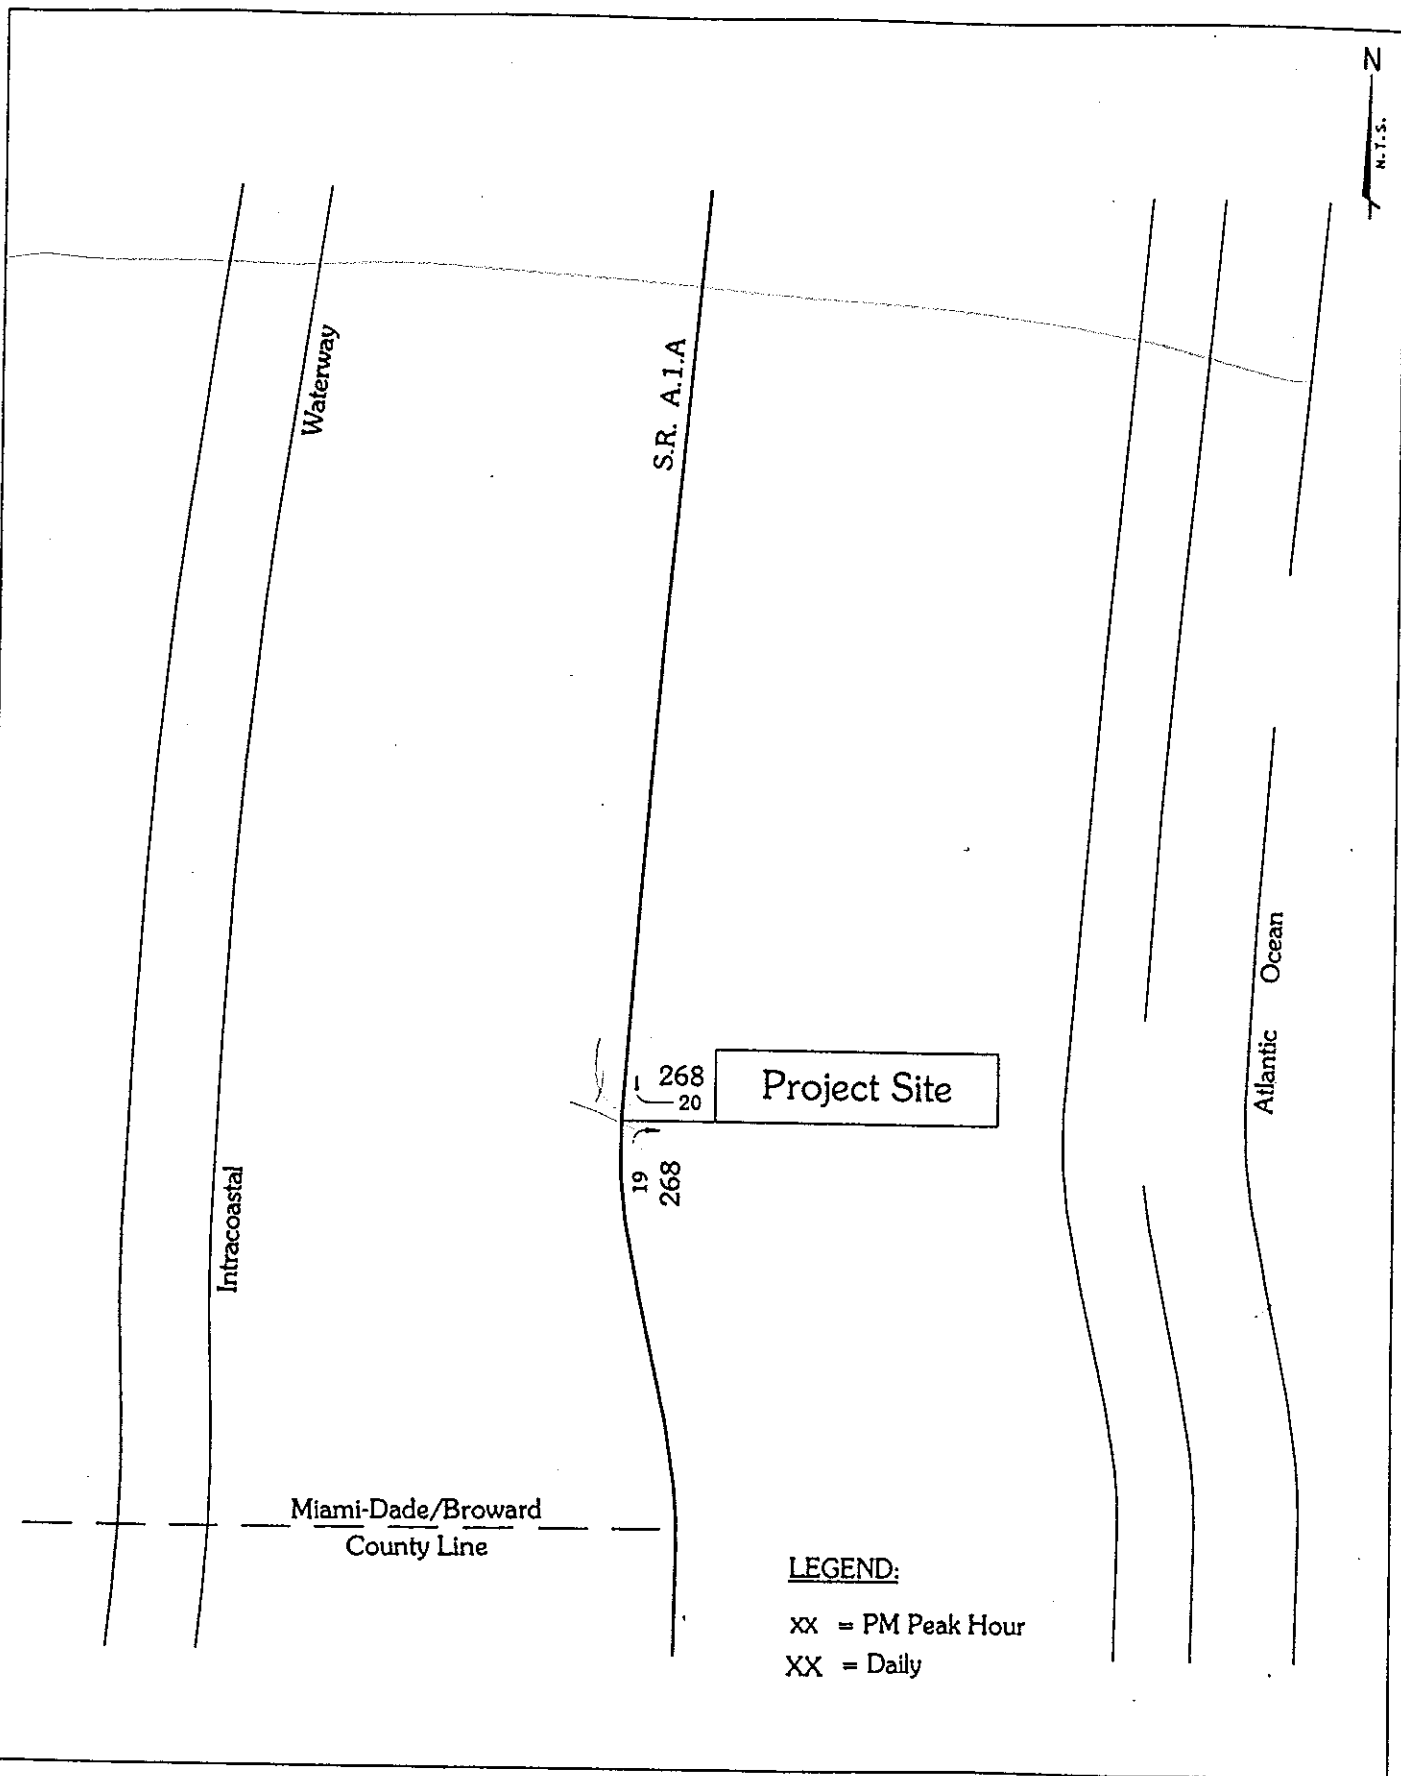 N
N.T.S.
Waterway
S.R. A.1.A
Atlantic Ocean
268
20
Project Site
19
268
Intracoastal
Miami-Dade/Broward
County Line
LEGEND:
xx = PM Peak Hour
XX = Daily